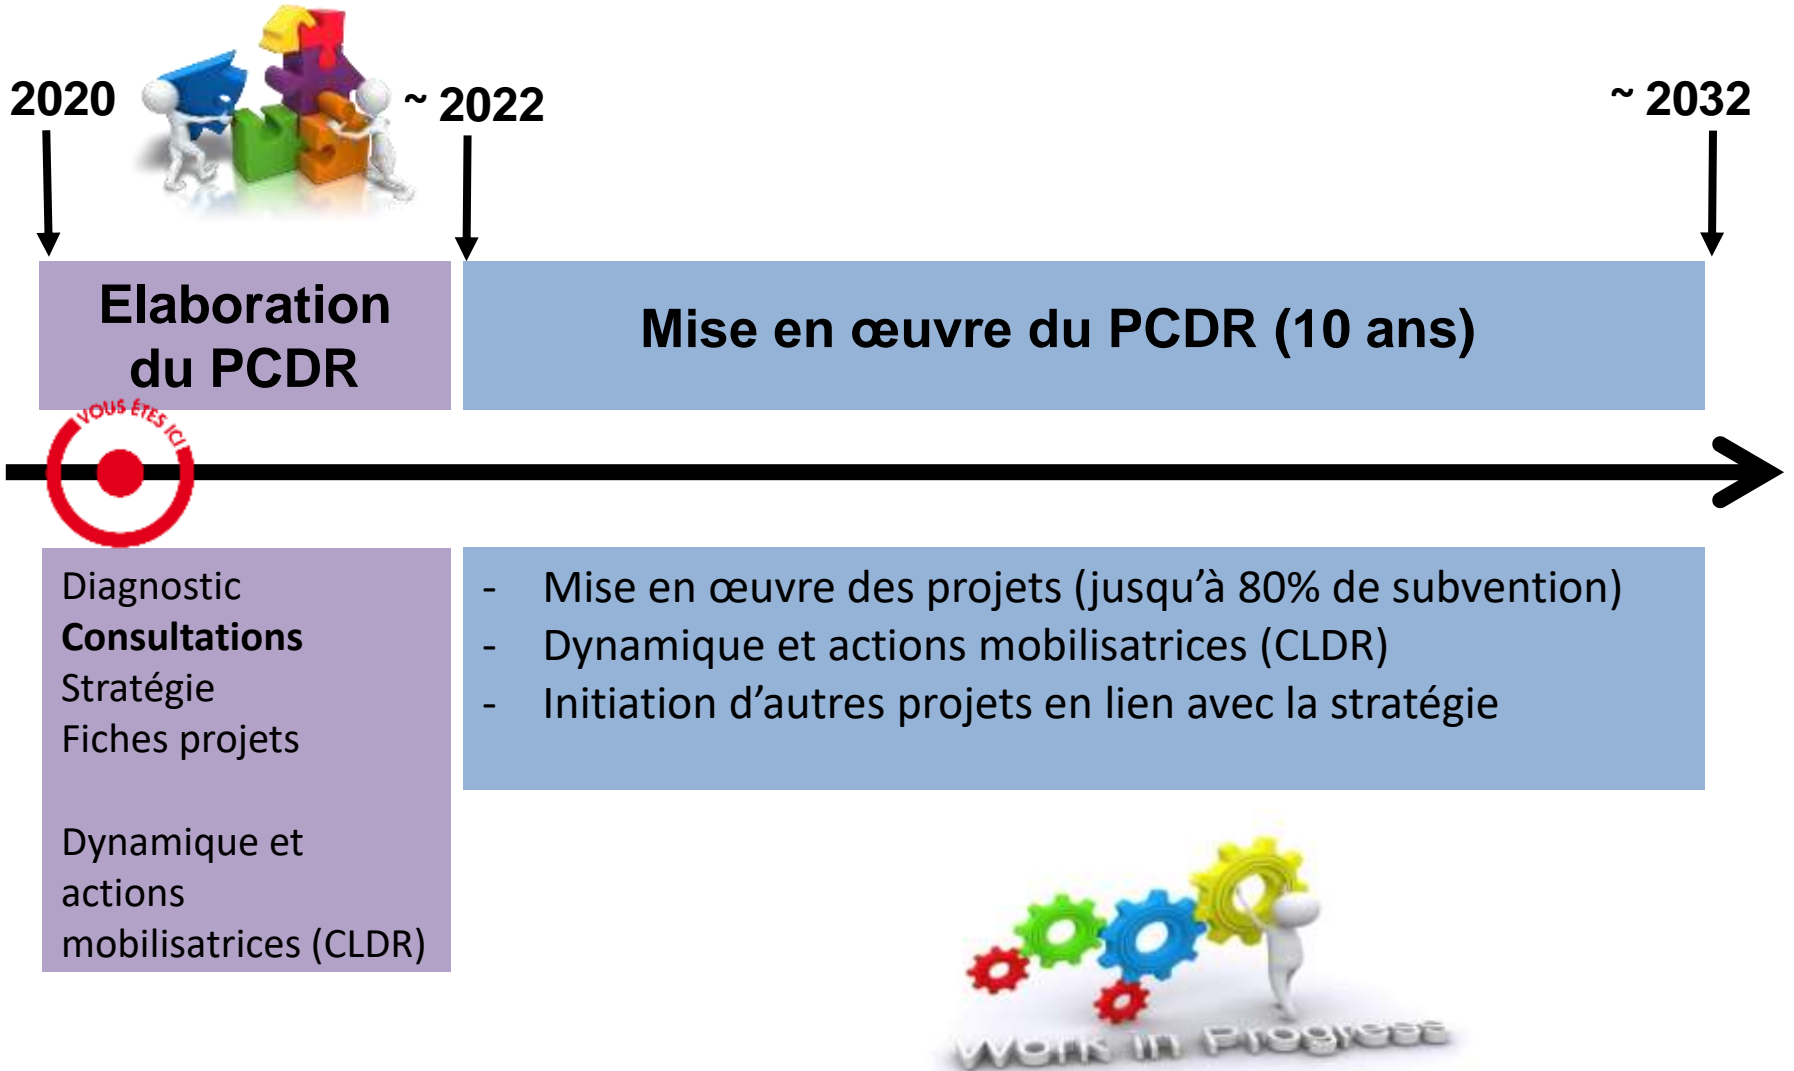 2020
~ 2022
~ 2032
Elaboration
du PCDR
Mise en œuvre du PCDR (10 ans)
VOUS ÊTES ICI
Diagnostic
Consultations
Stratégie
Fiches projets
Dynamique et
actions
mobilisatrices (CLDR)
- Mise en œuvre des projets (jusqu’à 80% de subvention)
- Dynamique et actions mobilisatrices (CLDR)
- Initiation d’autres projets en lien avec la stratégie
Work in Progress